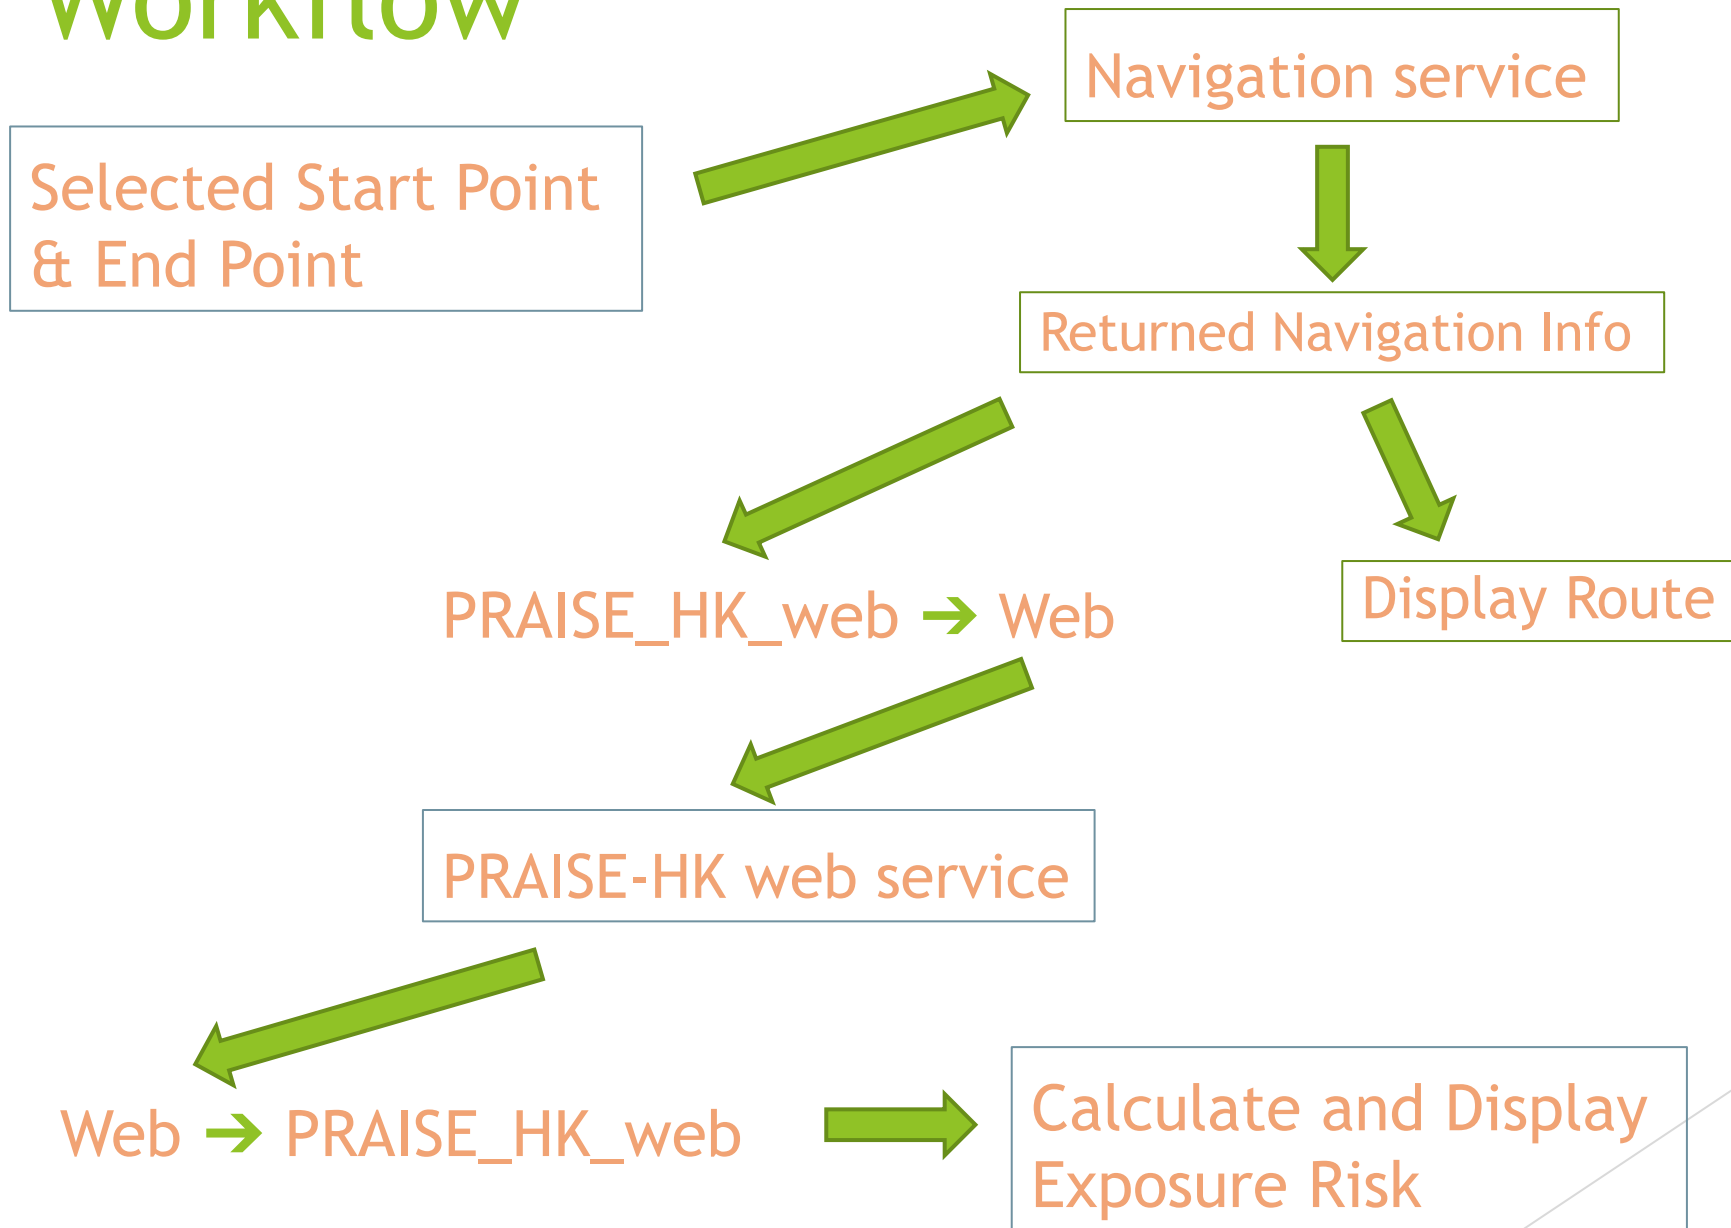 Workflow
Navigation service
Selected Start Point
& End Point
Returned Navigation Info
Display Route
PRAISE_HK_web ➔ Web
PRAISE-HK web service
Web ➔ PRAISE_HK_web
Calculate and Display
Exposure Risk